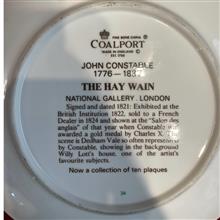 FINE BONE CHINA
COALPORT
MADE IN ENGLAND
EST. 1750
JOHN CONSTABLE
1776 - 1837
THE HAY WAIN
NATIONAL GALLERY. LONDON
Signed and dated 1821: Exhibited at the
British Institution 1822, sold to a French
Dealer in 1824 and shown at the "Salon des
anglais" of that year when Constable was
awarded a gold medal by Charles X. The
scene is Dedham Vale so often represented
by Constable, showing in the background
Willy Lott's house, one of the artist's
favourite subjects.
Now a collection of ten plaques